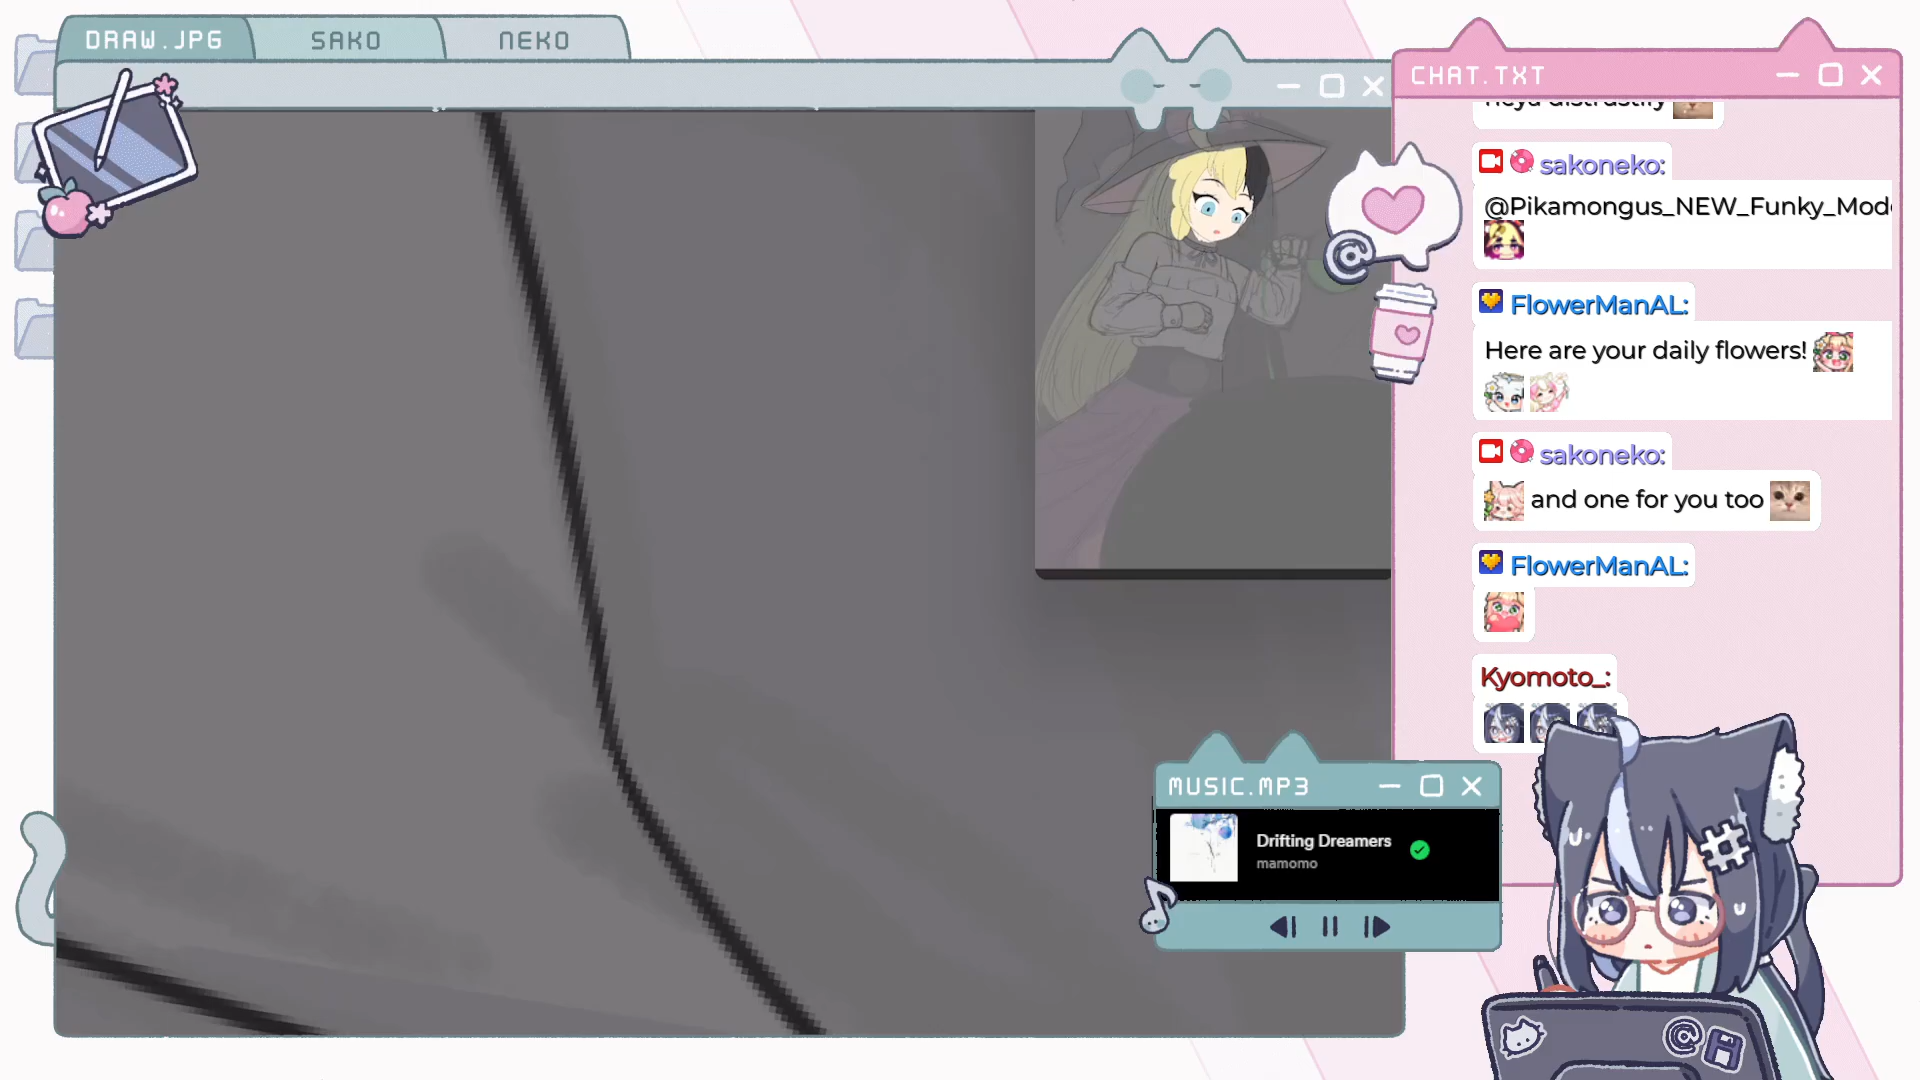 DRAW.JPG
SAKO
NEKO
CHAT.TXT
sakoneko:
@Pikamongus_NEW_Funky_Mod
FlowerManAL:
Here are your daily flowers!
sakoneko:
and one for you too
FlowerManAL:
Kyomoto_:
MUSIC.MP3
Drifting Dreamers
mamomo